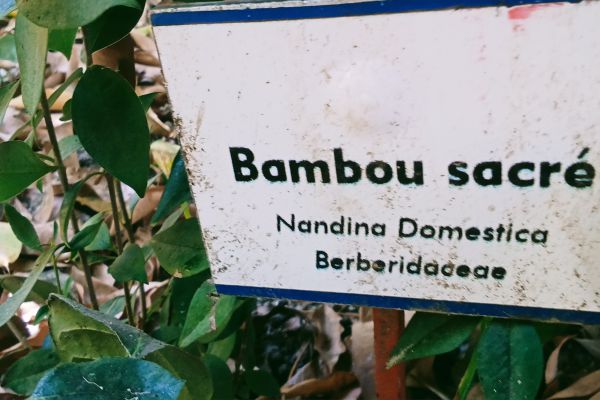 Bambou sacré
Nandina Domestica
Berberidaceae